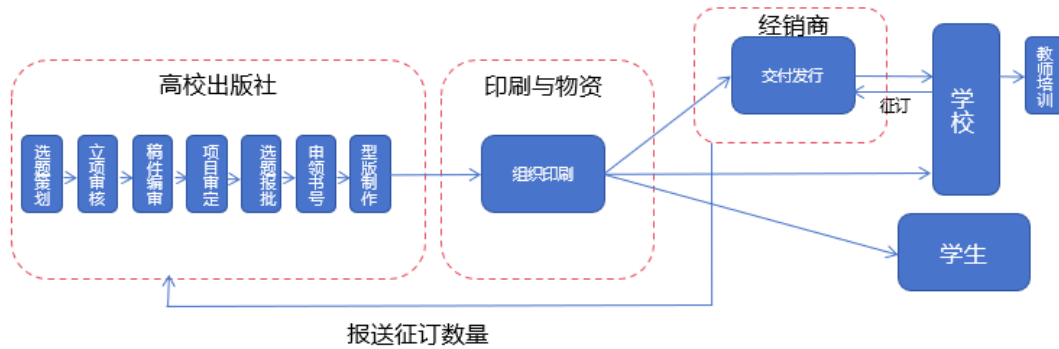 经销商
高校出版社
印刷与物资
交付发行
征订
学校
教师培训
选题策划
立项审核
稿件编审
项目审定
选题报批
申领书号
型版制作
组织印刷
学生
报送征订数量